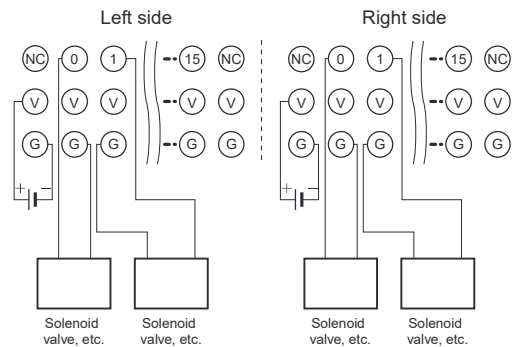 Left side Right side
NC 0 1 15 NC NC 0 1 15 NC
V V V V V V V V V V
G G G G G G G G G G
+ − + −
Solenoid valve, etc. Solenoid valve, etc. Solenoid valve, etc. Solenoid valve, etc.